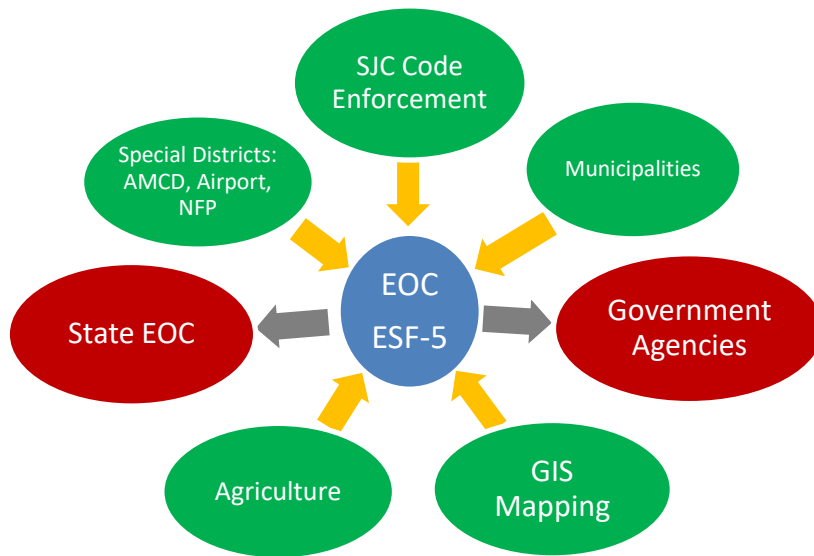 SJC Code
Enforcement
Special Districts:
AMCD, Airport,
NFP
Municipalities
EOC
ESF-5
State EOC
Government
Agencies
Agriculture
GIS
Mapping